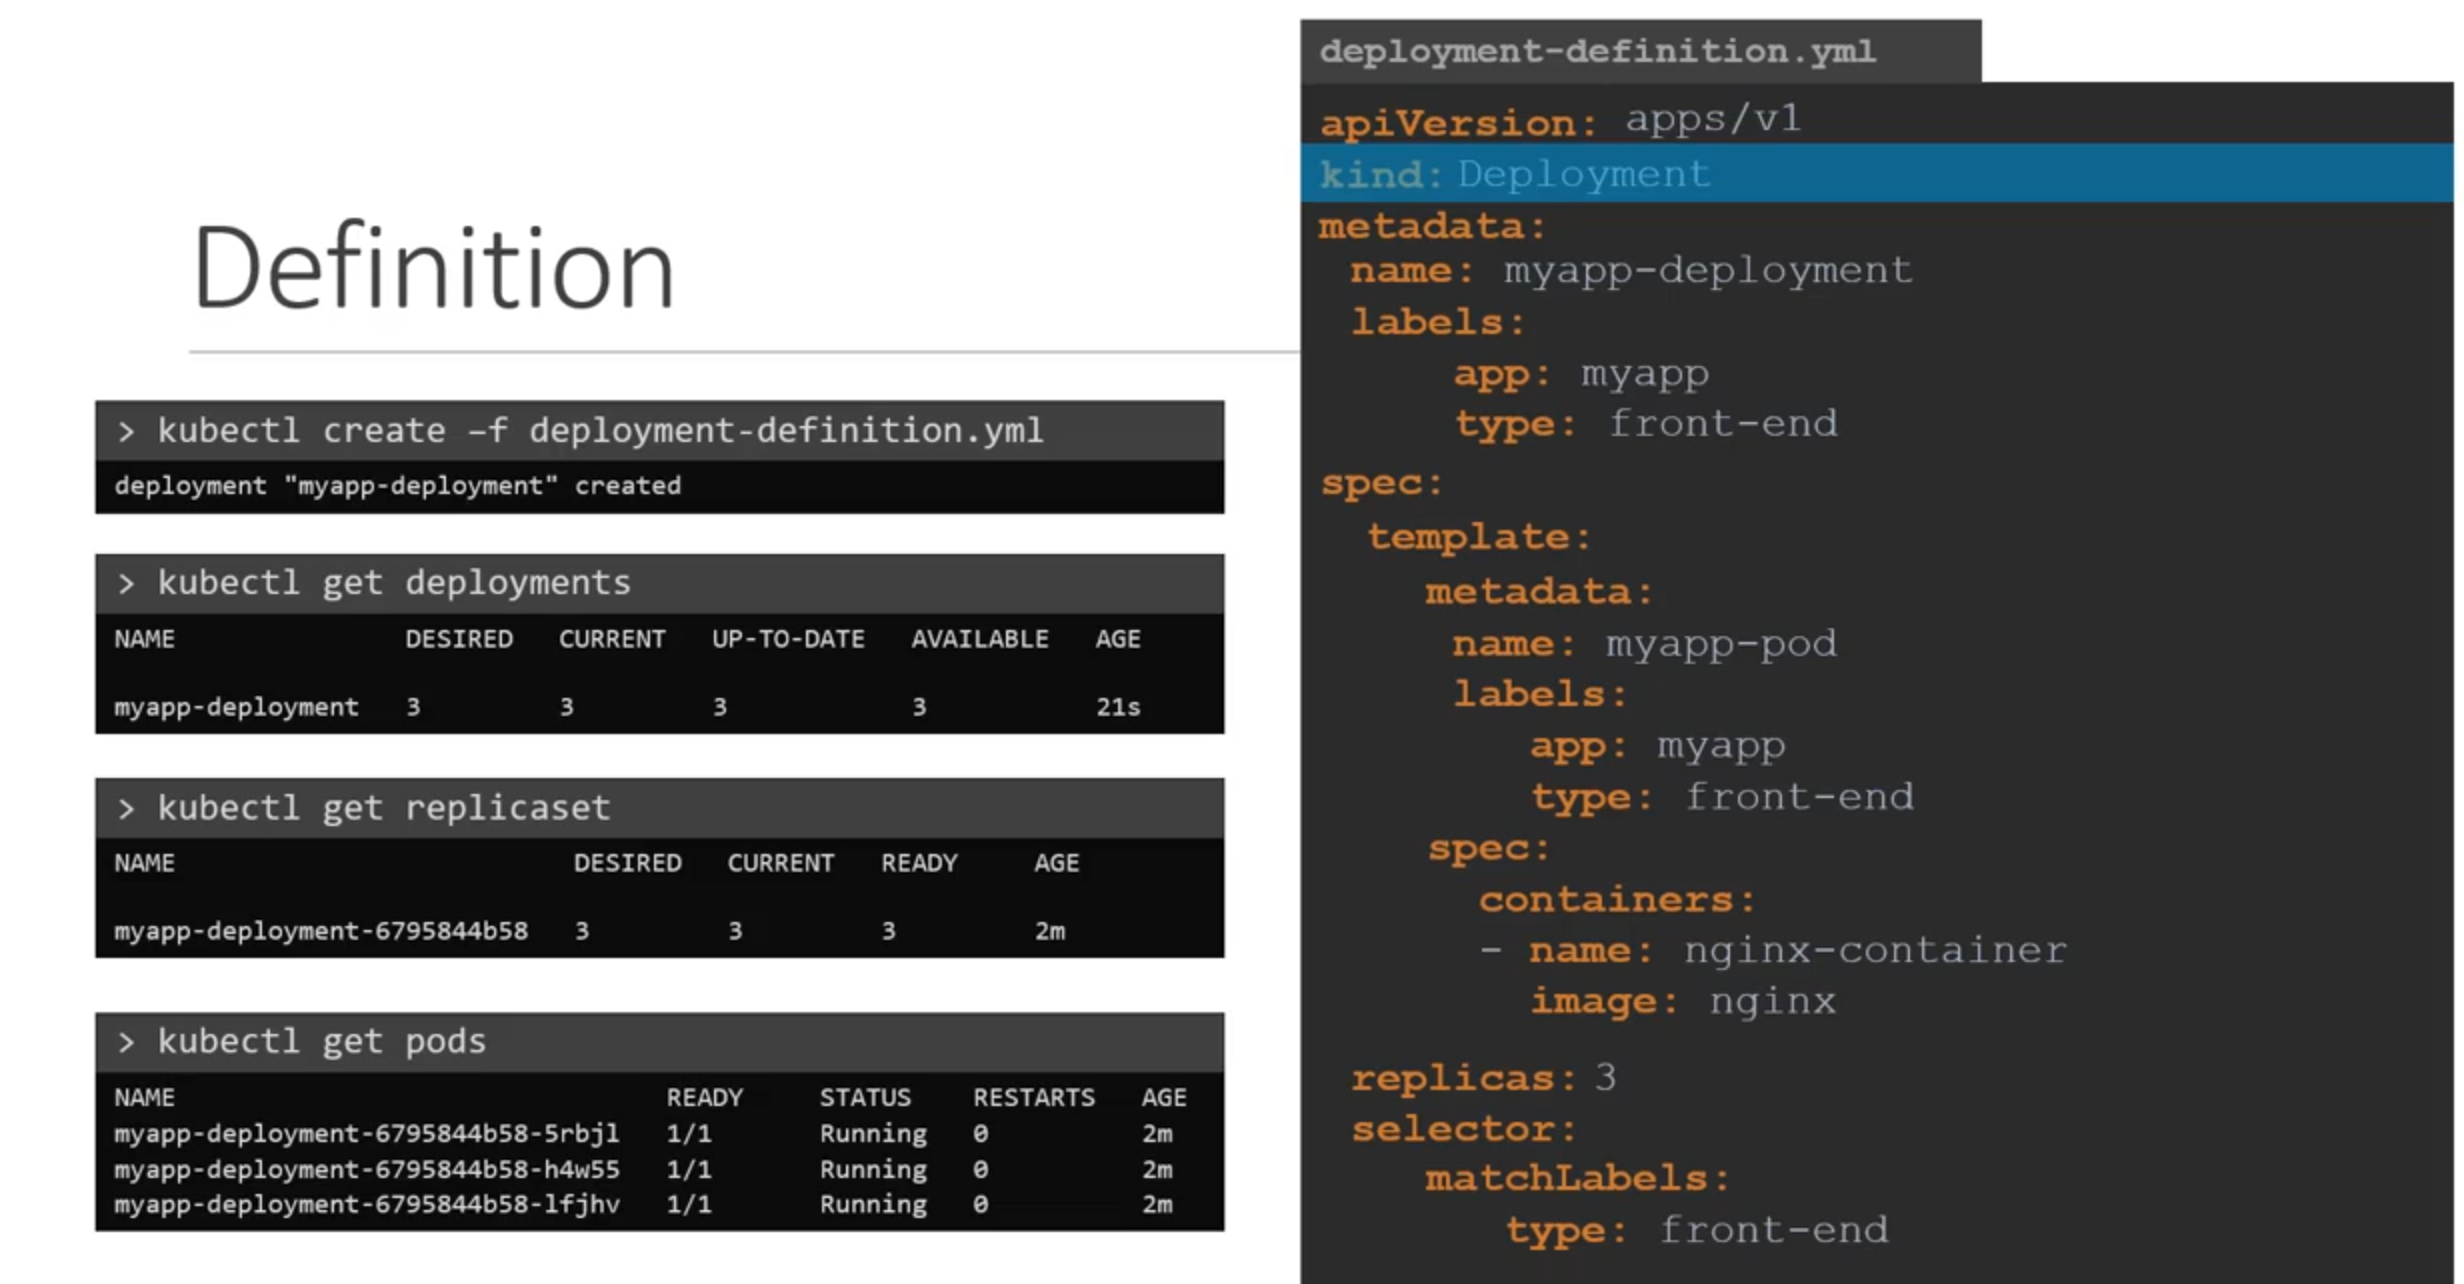 Definition
> kubectl create –f deployment-definition.yml
deployment "myapp-deployment" created
> kubectl get deployments
NAME DESIRED CURRENT UP-TO-DATE AVAILABLE AGE
myapp-deployment 3 3 3 3 21s
> kubectl get replicaset
NAME DESIRED CURRENT READY AGE
myapp-deployment-6795844b58 3 3 3 2m
> kubectl get pods
NAME READY STATUS RESTARTS AGE
myapp-deployment-6795844b58-5rbjl 1/1 Running 0 2m
myapp-deployment-6795844b58-h4w55 1/1 Running 0 2m
myapp-deployment-6795844b58-lfjhv 1/1 Running 0 2m
deployment-definition.yml
apiVersion: apps/v1
kind: Deployment
metadata:
name: myapp-deployment
labels:
app: myapp
type: front-end
spec:
template:
metadata:
name: myapp-pod
labels:
app: myapp
type: front-end
spec:
containers:
- name: nginx-container
image: nginx
replicas: 3
selector:
matchLabels:
type: front-end